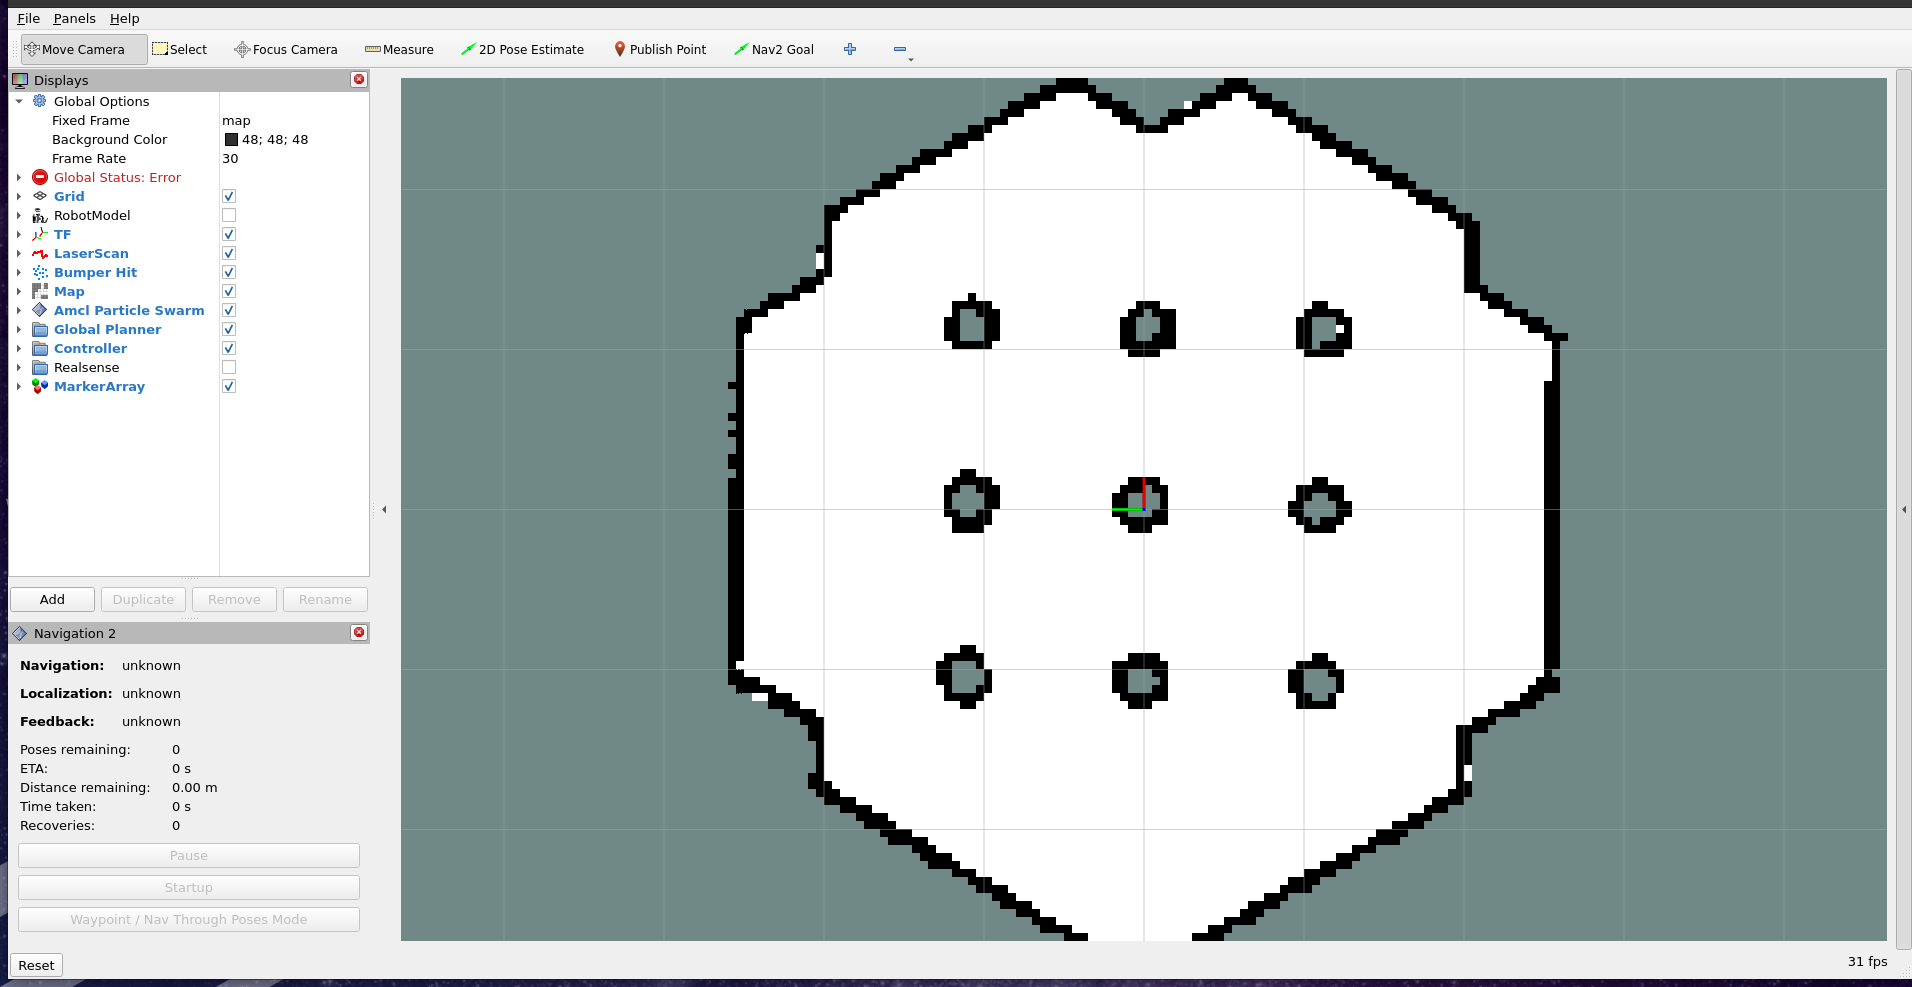 File Panels Help
Move Camera Select Focus Camera Measure 2D Pose Estimate Publish Point Nav2 Goal
Displays
Global Options
Fixed Frame map
Background Color 48; 48; 48
Frame Rate 30
Global Status: Error
Grid
RobotModel
TF
LaserScan
Bumper Hit
Map
Amcl Particle Swarm
Global Planner
Controller
Realsense
MarkerArray
Add Duplicate Remove Rename
Navigation 2
Navigation: unknown
Localization: unknown
Feedback: unknown
Poses remaining: 0
ETA: 0 s
Distance remaining: 0.00 m
Time taken: 0 s
Recoveries: 0
Pause
Startup
Waypoint / Nav Through Poses Mode
Reset 31 fps